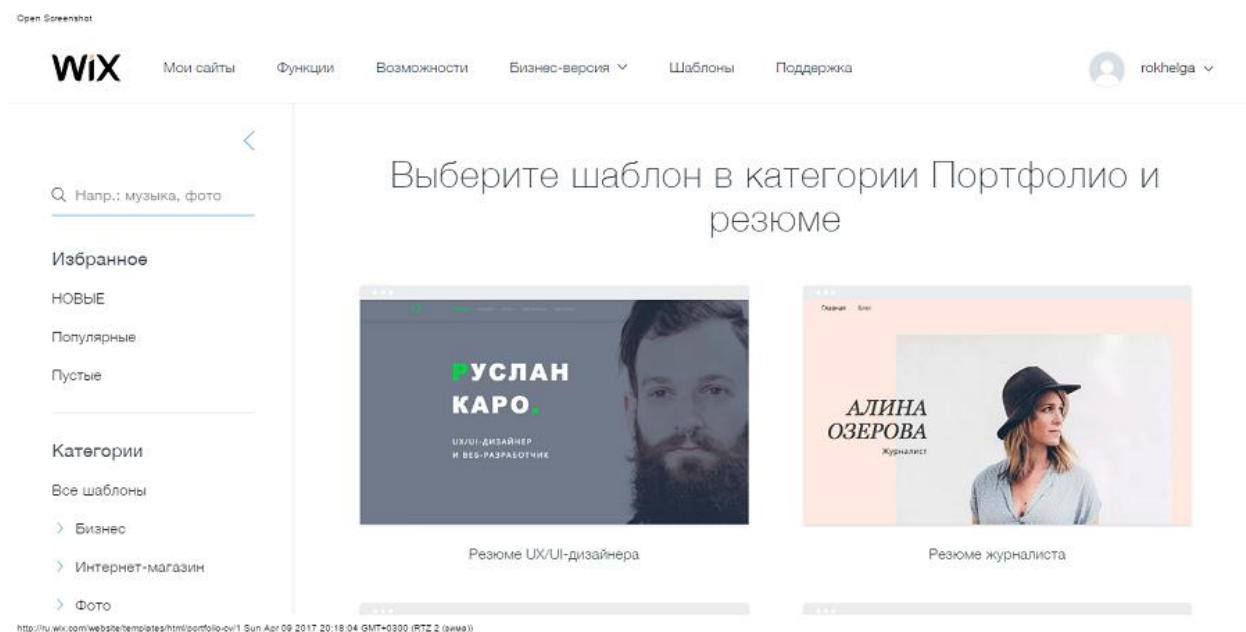 Open Screenshot
WiX Мои сайты Функции Возможности Бизнес-версия Шаблоны Поддержка rokhelga
Напр.: музыка, фото
Избранное
НОВЫЕ
Популярные
Пустые
Категории
Все шаблоны
Бизнес
Интернет-магазин
Фото
Выберите шаблон в категории Портфолио и
резюме
РУСЛАН
КАРО.
UX/UI-ДИЗАЙНЕР
И ВЕБ-РАЗРАБОТЧИК
Резюме UX/UI-дизайнера
Главная Блог
АЛИНА
ОЗЕРОВА
Журналист
Резюме журналиста
http://ru.wix.com/website/templates/html/portfolio-cv/1 Sun Apr 09 2017 20:18:04 GMT+0300 (RTZ 2 (зима))